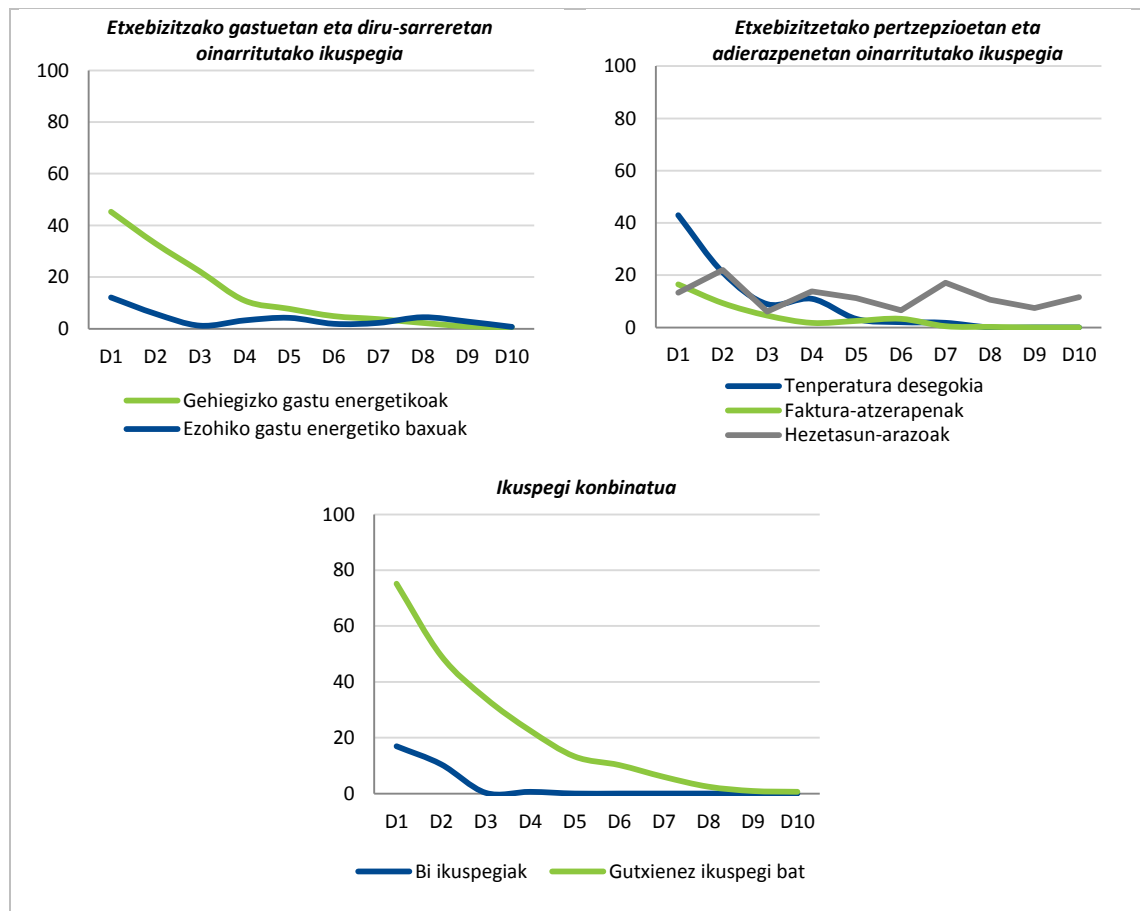 Etxebizitzako gastuetan eta diru-sarreretan
oinarritutako ikuspegia
100
80
60
40
20
0
D1 D2 D3 D4 D5 D6 D7 D8 D9 D10
Gehiegizko gastu energetikoak
Ezohiko gastu energetiko baxuak
Etxebizitzetako pertzepzioetan eta
adierazpenetan oinarritutako ikuspegia
100
80
60
40
20
0
D1 D2 D3 D4 D5 D6 D7 D8 D9 D10
Tenperatura desegokia
Faktura-atzerapenak
Hezetasun-arazoak
Ikuspegi konbinatua
100
80
60
40
20
0
D1 D2 D3 D4 D5 D6 D7 D8 D9 D10
Bi ikuspegiak Gutxienez ikuspegi bat